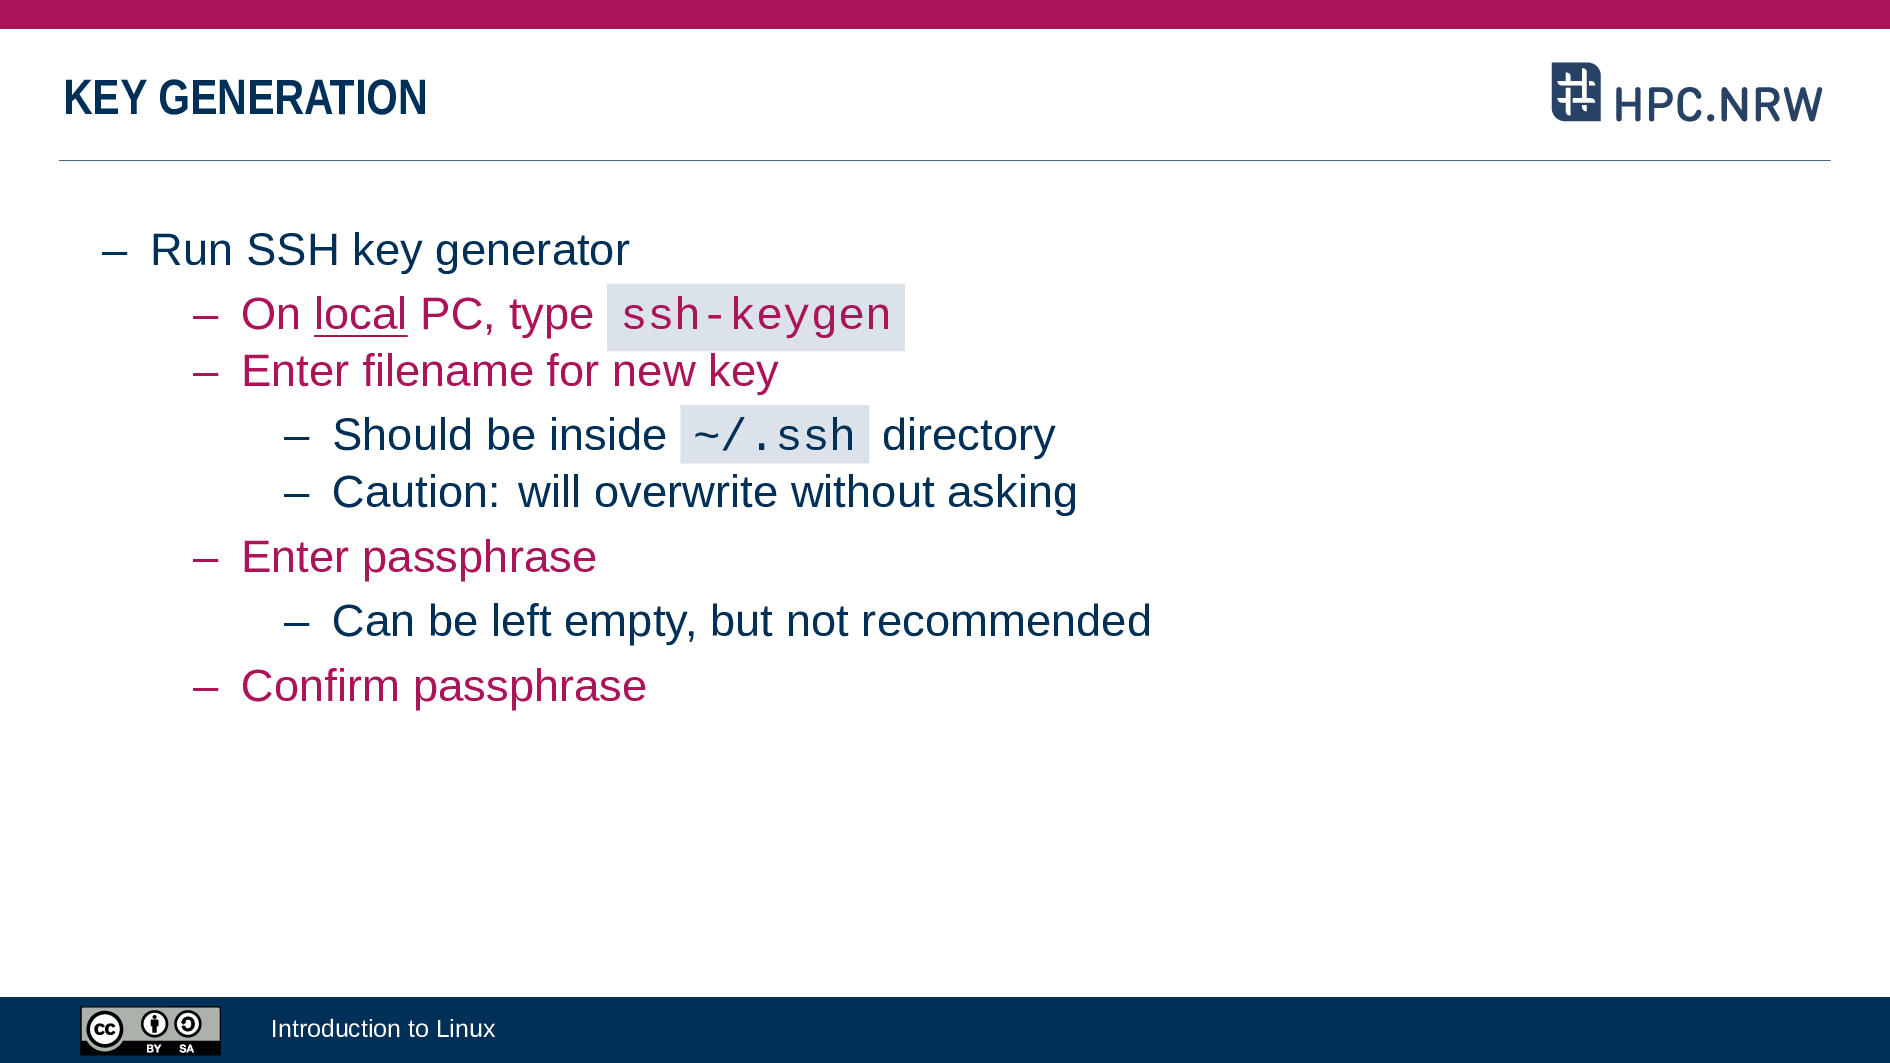 KEY GENERATION
HPC.NRW
– Run SSH key generator
– On local PC, type ssh-keygen
– Enter filename for new key
– Should be inside ~/.ssh directory
– Caution: will overwrite without asking
– Enter passphrase
– Can be left empty, but not recommended
– Confirm passphrase
cc BY SA
Introduction to Linux